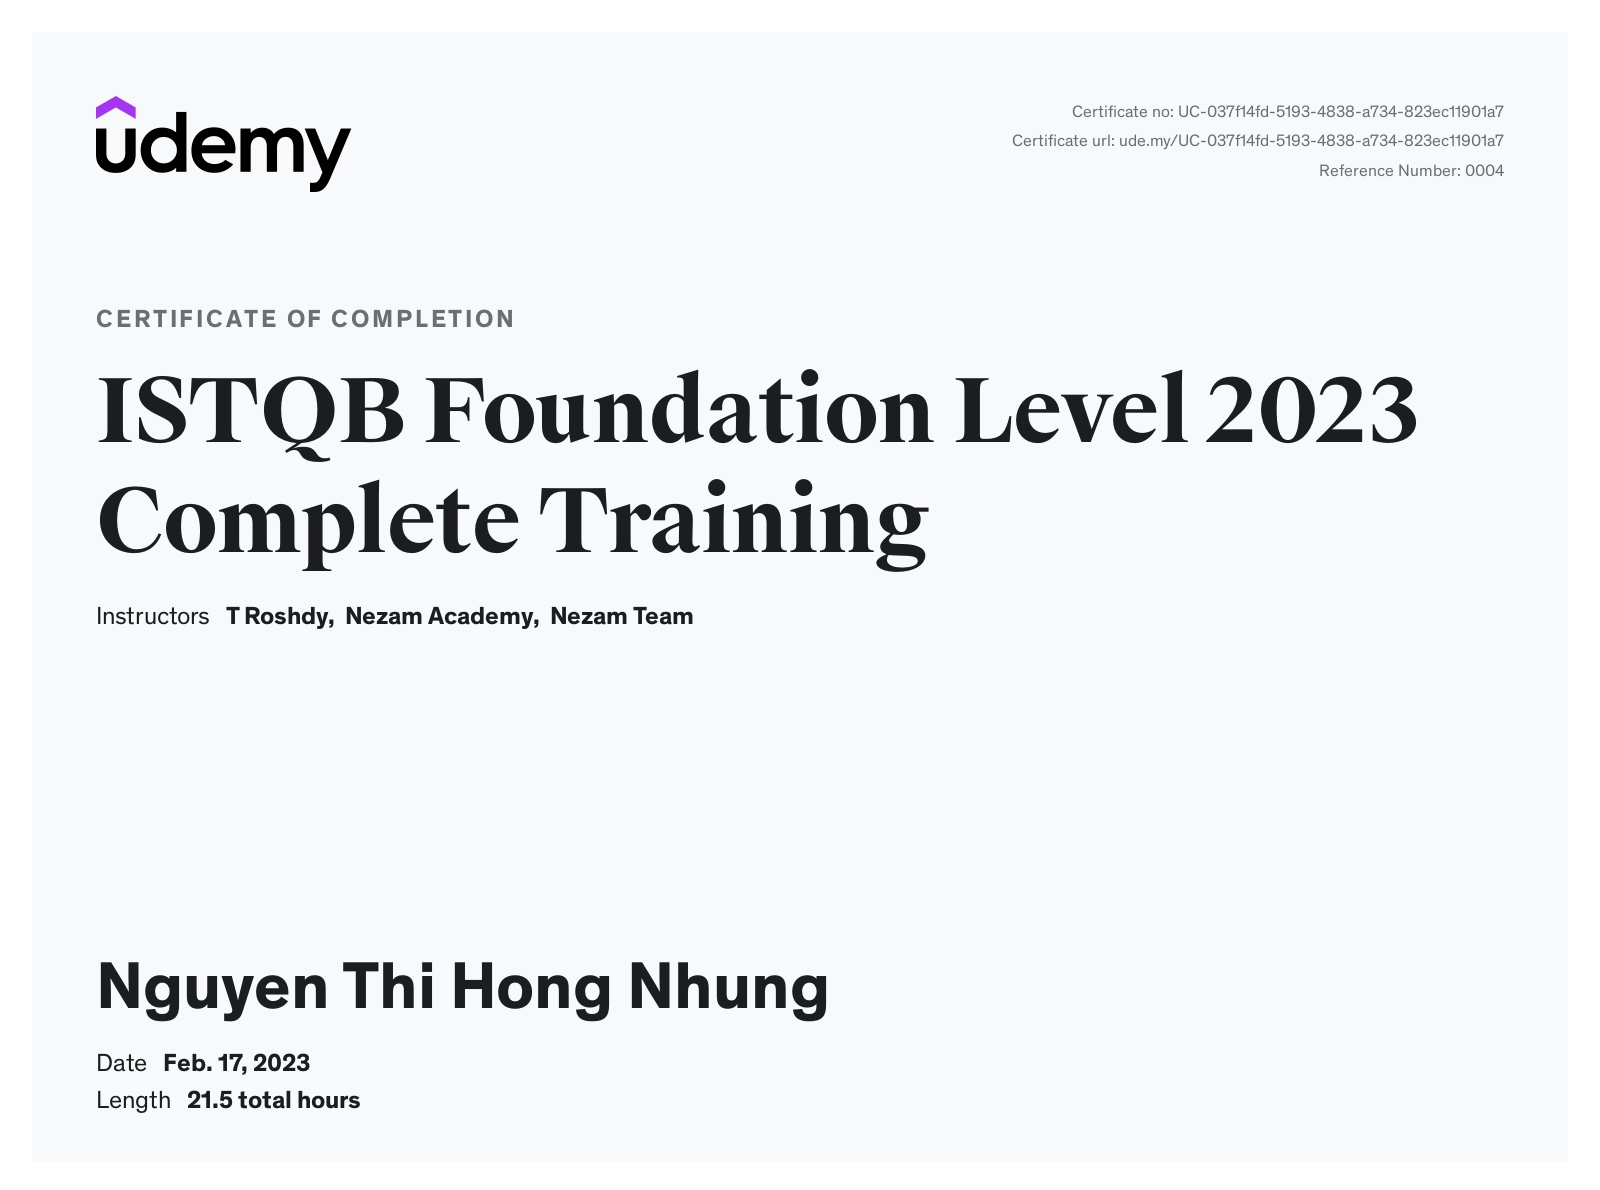 udemy
Certificate no: UC-037f14fd-5193-4838-a734-823ec11901a7
Certificate url: ude.my/UC-037f14fd-5193-4838-a734-823ec11901a7
Reference Number: 0004
CERTIFICATE OF COMPLETION
ISTQB Foundation Level 2023
Complete Training
Instructors T Roshdy, Nezam Academy, Nezam Team
Nguyen Thi Hong Nhung
Date Feb. 17, 2023
Length 21.5 total hours